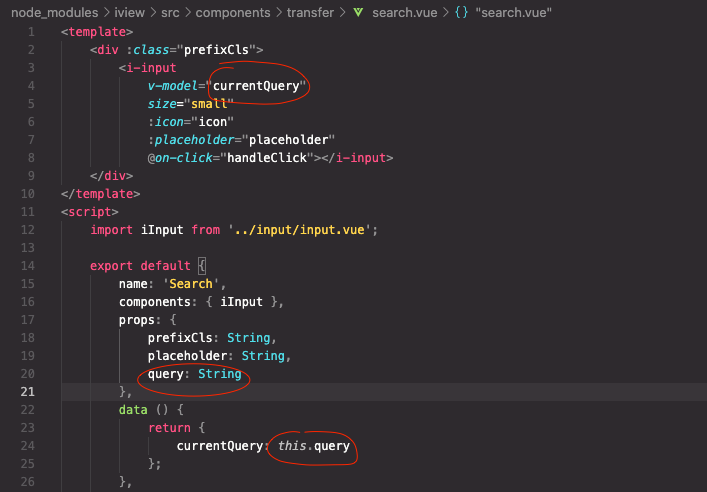 node_modules > iview > src > components > transfer > search.vue > {} "search.vue"
1 <template>
2 <div :class="prefixCls">
3 <i-input
4 v-model="currentQuery"
5 size="small"
6 :icon="icon"
7 :placeholder="placeholder"
8 @on-click="handleClick"></i-input>
9 </div>
10 </template>
11 <script>
12 import iInput from '../input/input.vue';
13
14 export default {
15 name: 'Search',
16 components: { iInput },
17 props: {
18 prefixCls: String,
19 placeholder: String,
20 query: String
21 },
22 data () {
23 return {
24 currentQuery: this.query
25 };
26 },